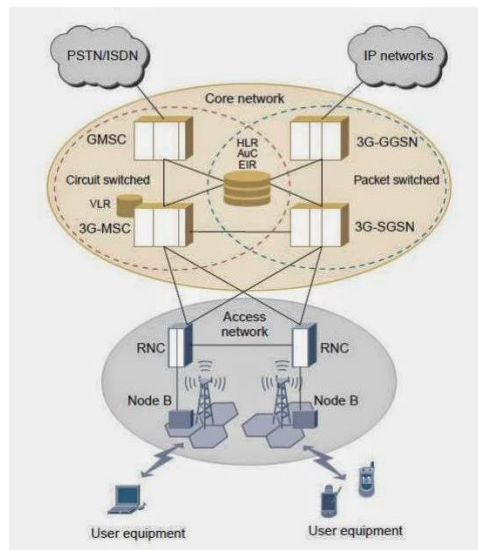 PSTN/ISDN
IP networks
Core network
GMSC
HLR
AuC
EIR
3G-GGSN
Circuit switched
Packet switched
VLR
3G-MSC
3G-SGSN
Access
network
RNC
RNC
Node B
Node B
User equipment
User equipment